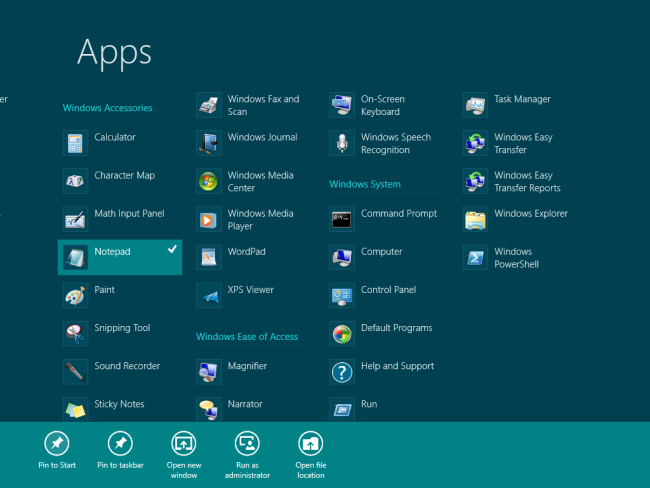 Apps
er
Windows Accessories
Calculator
Character Map
Math Input Panel
Notepad
Paint
Snipping Tool
Sound Recorder
Sticky Notes
Windows Fax and
Scan
Windows Journal
Windows Media
Center
Windows Media
Player
WordPad
XPS Viewer
Windows Ease of Access
Magnifier
Narrator
On-Screen
Keyboard
Windows Speech
Recognition
Windows System
Command Prompt
Computer
Control Panel
Default Programs
Help and Support
Run
Task Manager
Windows Easy
Transfer
Windows Easy
Transfer Reports
Windows Explorer
Windows
PowerShell
Pin to Start
Pin to taskbar
Open new
window
Run as
administrator
Open file
location